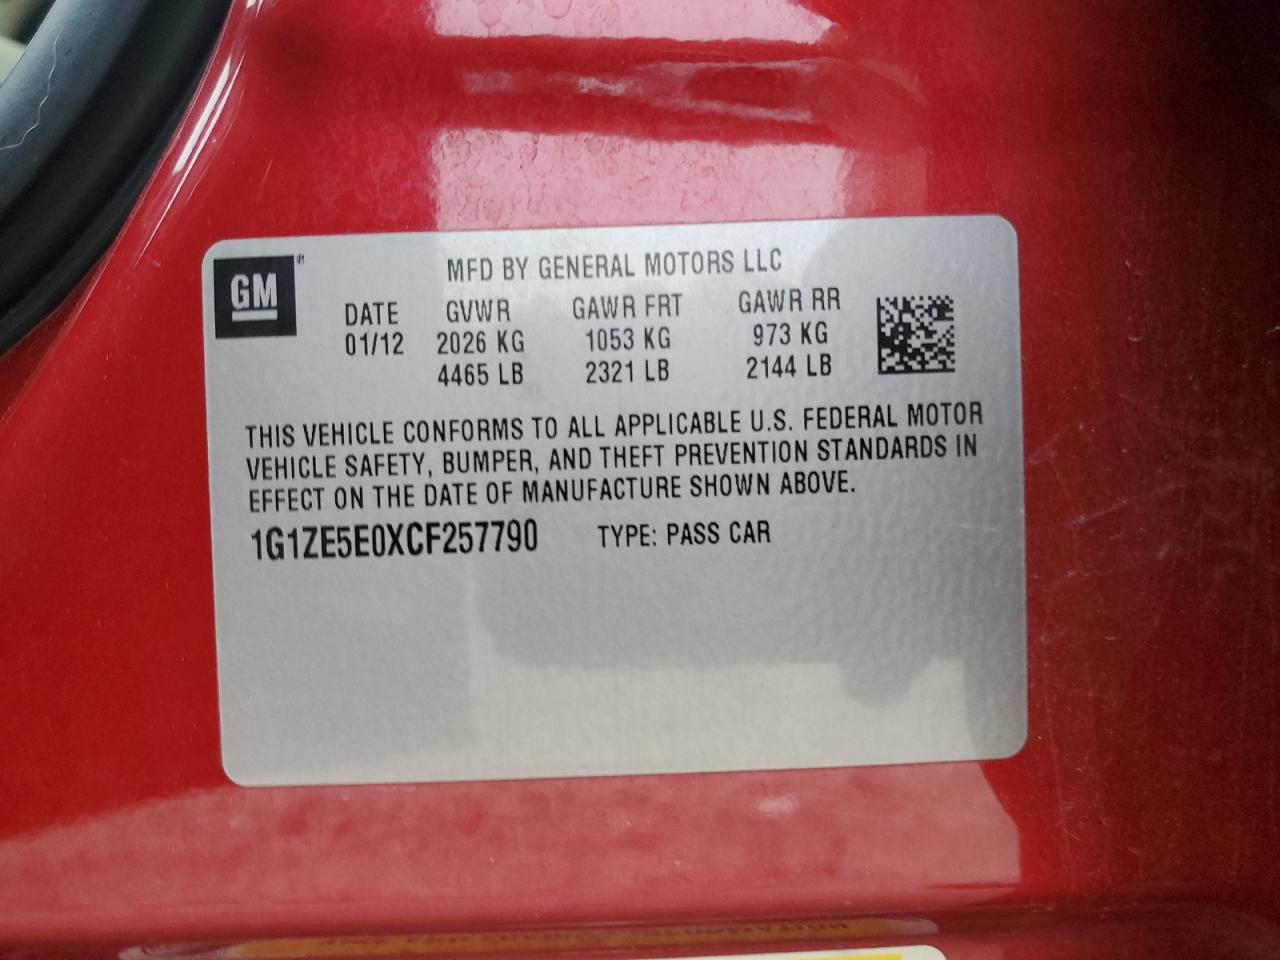 GM
MFD BY GENERAL MOTORS LLC
DATE GVWR GAWR FRT GAWR RR
01/12 2026 KG 1053 KG 973 KG
4465 LB 2321 LB 2144 LB
THIS VEHICLE CONFORMS TO ALL APPLICABLE U.S. FEDERAL MOTOR
VEHICLE SAFETY, BUMPER, AND THEFT PREVENTION STANDARDS IN
EFFECT ON THE DATE OF MANUFACTURE SHOWN ABOVE.
1G1ZE5E0XCF257790 TYPE: PASS CAR